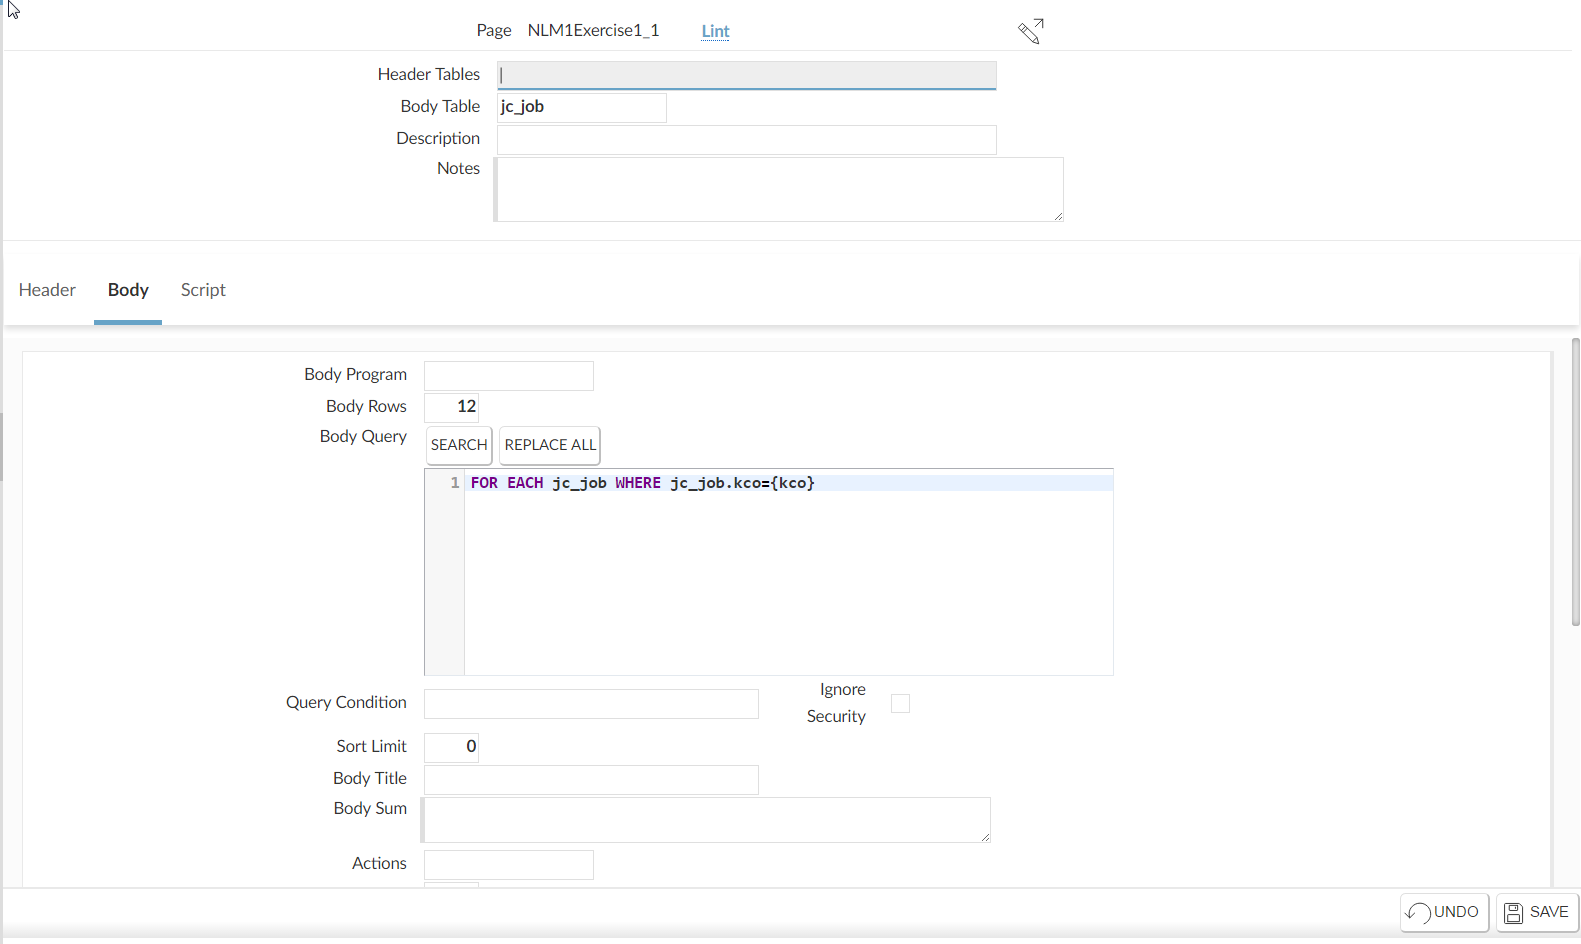 Page NLM1Exercise1_1 Lint
Header Tables
Body Table jc_job
Description
Notes
Header Body Script
Body Program
Body Rows 12
Body Query SEARCH REPLACE ALL
1 FOR EACH jc_job WHERE jc_job.kco={kco}
Query Condition Ignore Security
Sort Limit 0
Body Title
Body Sum
Actions
UNDO SAVE